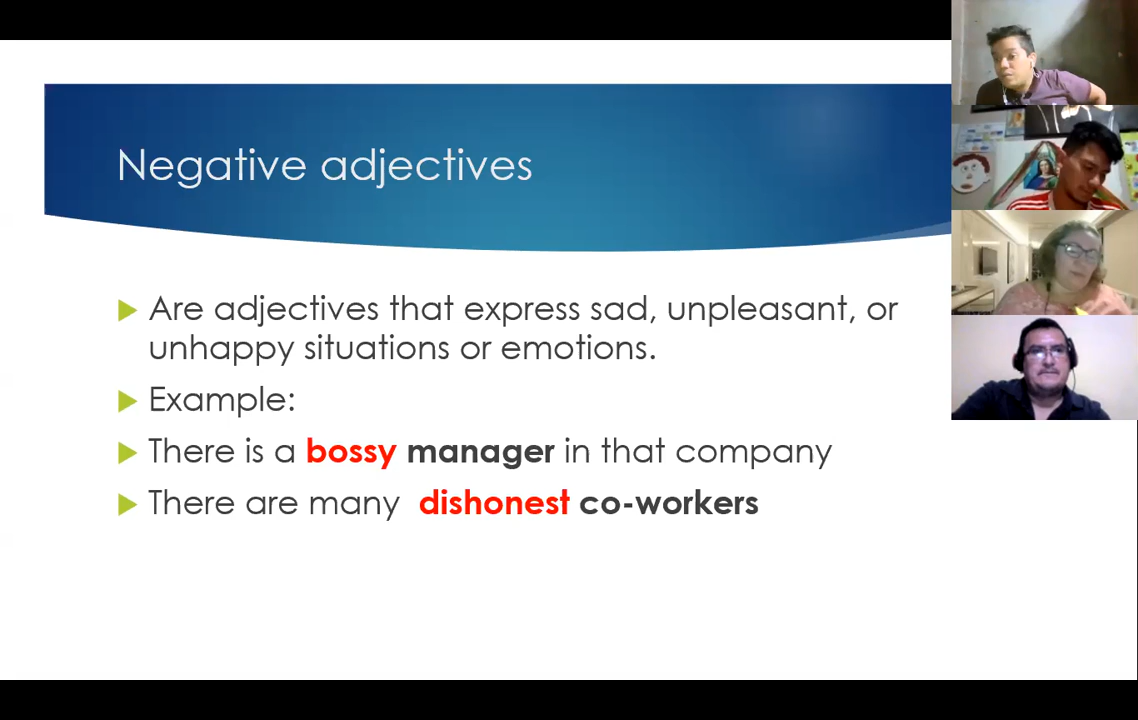 Negative adjectives
Are adjectives that express sad, unpleasant, or
unhappy situations or emotions.
Example:
There is a bossy manager in that company
There are many dishonest co-workers